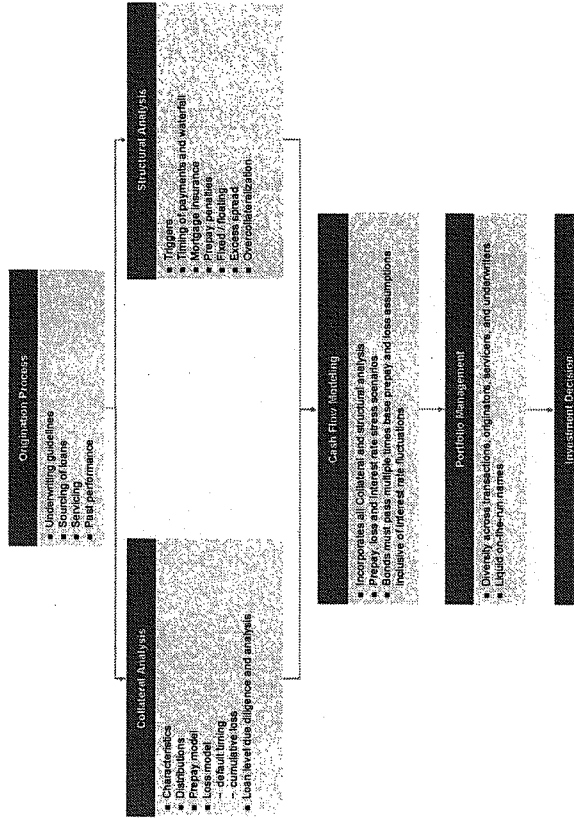 Origination Process
■ Underwriting guidelines
■ Sourcing of loans
■ Servicing
■ Past performance
Collateral Analysis
■ Characteristics
■ Distributions
■ Prepay model
■ Loss model
– default timing
– cumulative loss
■ Loan level due diligence and analysis
Structural Analysis
■ Triggers
■ Timing of payments and waterfall
■ Mortgage insurance
■ Prepay penalties
■ Fixed / floating
■ Excess spread
■ Overcollateralization
Cash Flow Modeling
■ Incorporates all Collateral and structural analysis
■ Prepay, loss and interest rate stress scenarios
■ Bonds must pass multiple times base prepay and loss assumptions
inclusive of interest rate fluctuations
Portfolio Management
■ Diversity across transactions, originators, servicers, and underwriters
■ Liquid on-the-run names
Investment Decision